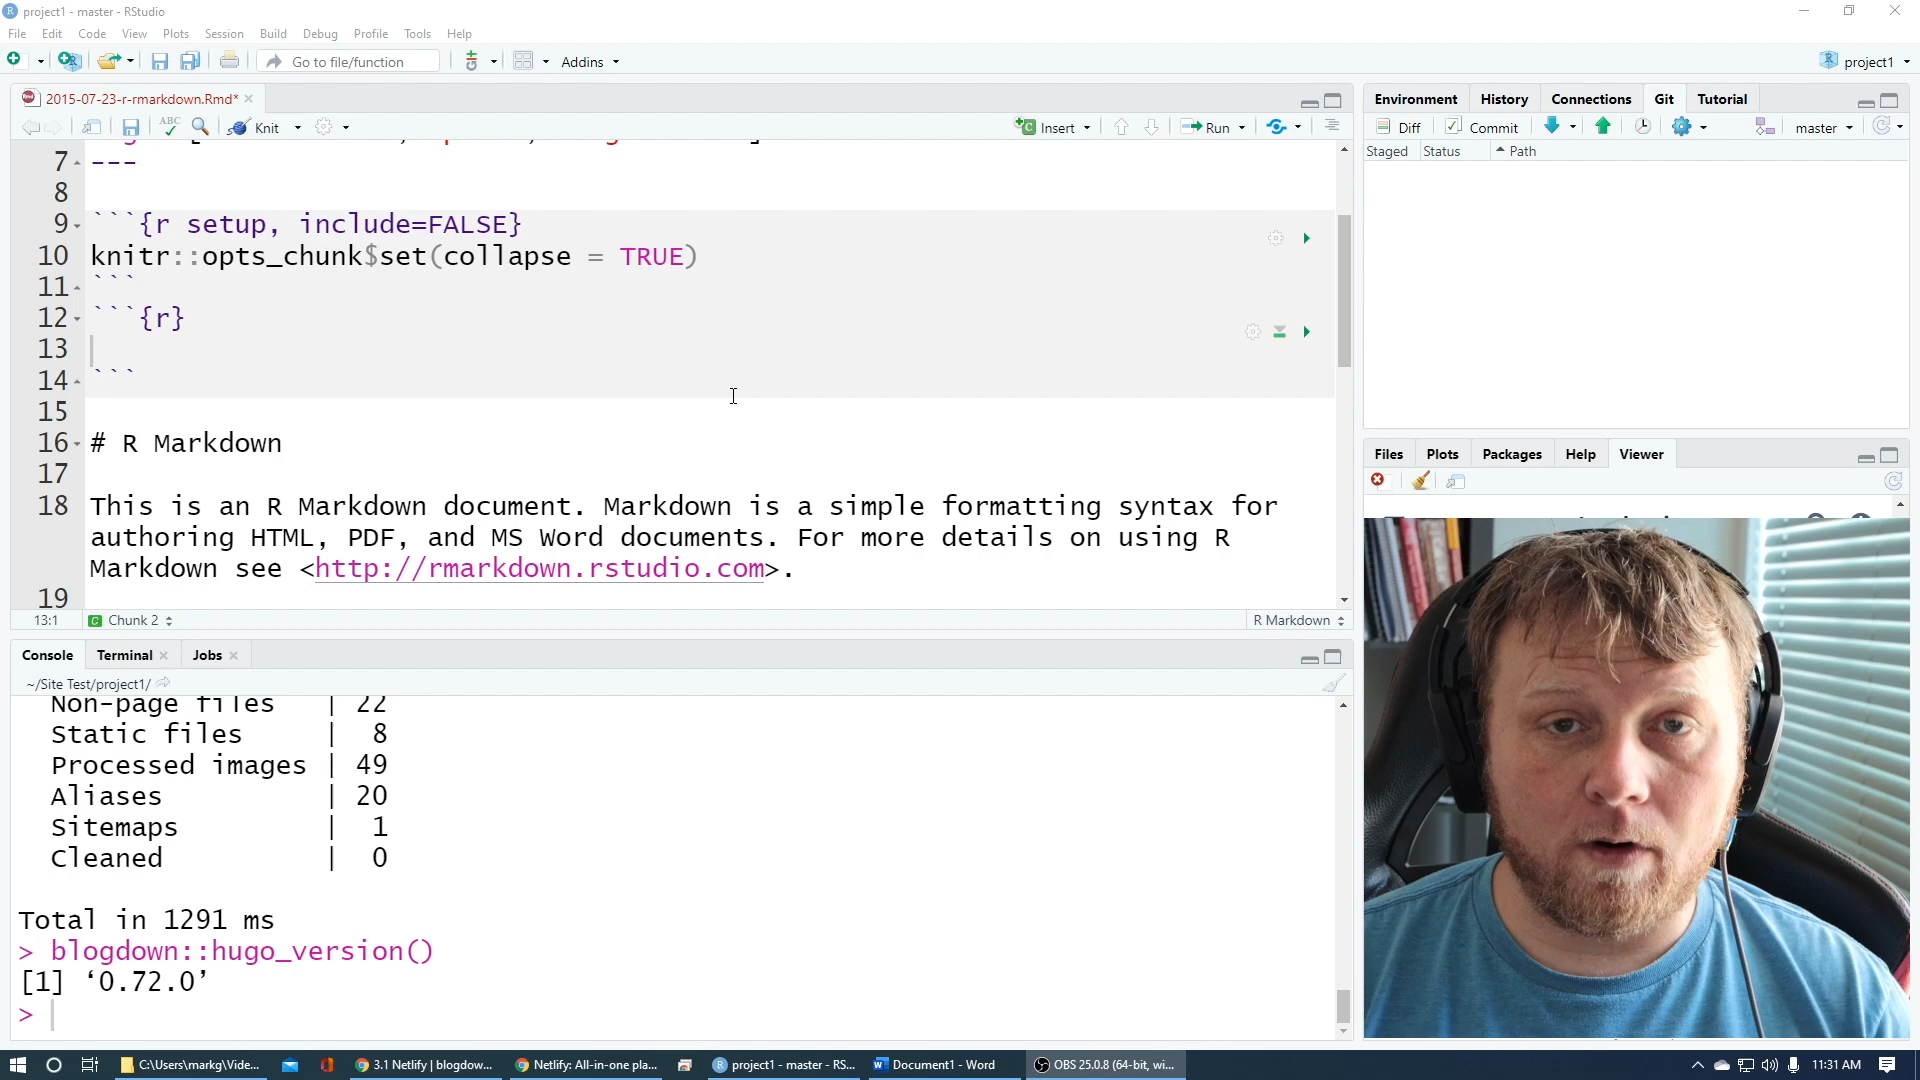 project1 - master - RStudio
File Edit Code View Plots Session Build Debug Profile Tools Help
Go to file/function Addins project1
2015-07-23-r-rmarkdown.Rmd*
ABC Knit Insert Run
7 ---
8
9 ```{r setup, include=FALSE}
10 knitr::opts_chunk$set(collapse = TRUE)
11 ```
12 ```{r}
13
14 ```
15
16 # R Markdown
17
18 This is an R Markdown document. Markdown is a simple formatting syntax for
authoring HTML, PDF, and MS Word documents. For more details on using R
Markdown see <http://rmarkdown.rstudio.com>.
19
13:1 Chunk 2 R Markdown
Console Terminal Jobs
~/Site Test/project1/
Non-page files | 22
Static files | 8
Processed images | 49
Aliases | 20
Sitemaps | 1
Cleaned | 0
Total in 1291 ms
> blogdown::hugo_version()
[1] ‘0.72.0’
>
Environment History Connections Git Tutorial
Diff Commit master
Staged Status Path
Files Plots Packages Help Viewer
C:\Users\markg\Vide...
3.1 Netlify | blogdow...
Netlify: All-in-one pla...
project1 - master - RS...
Document1 - Word
OBS 25.0.8 (64-bit, wi...
11:31 AM